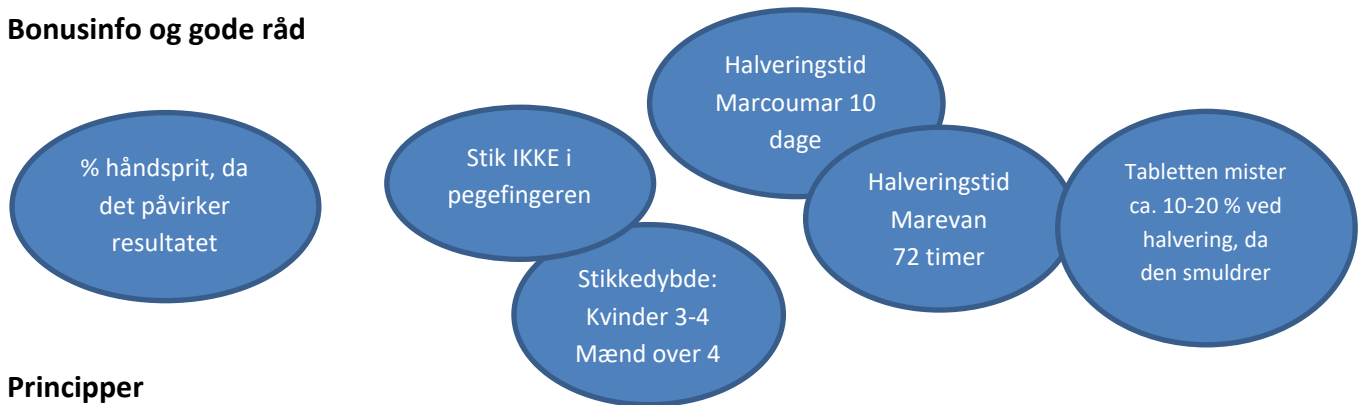 Bonusinfo og gode råd
% håndsprit, da
det påvirker
resultatet
Stik IKKE i
pegefingeren
Stikkedybde:
Kvinder 3-4
Mænd over 4
Halveringstid
Marcoumar 10
dage
Halveringstid
Marevan
72 timer
Tabletten mister
ca. 10-20 % ved
halvering, da
den smuldrer
Principper